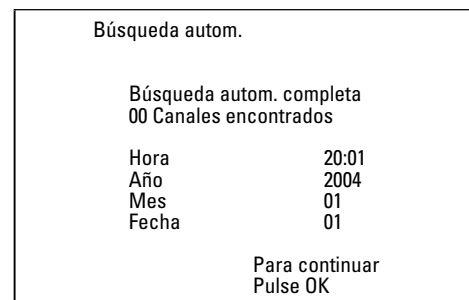 Búsqueda autom.
Búsqueda autom. completa
00 Canales encontrados
Hora 20:01
Año 2004
Mes 01
Fecha 01
Para continuar
Pulse OK